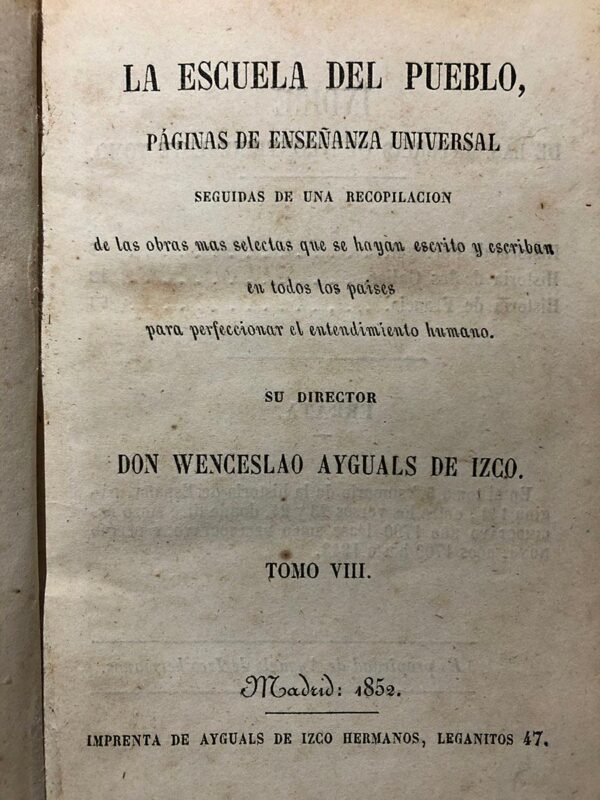 LA ESCUELA DEL PUEBLO,
PÁGINAS DE ENSEÑANZA UNIVERSAL
SEGUIDAS DE UNA RECOPILACION
de las obras mas selectas que se hayan escrito y escriban
en todos los paises
para perfeccionar el entendimiento humano.
SU DIRECTOR
DON WENCESLAO AYGUALS DE IZCO.
TOMO VIII.
Madrid: 1852.
IMPRENTA DE AYGUALS DE IZCO HERMANOS, LEGANITOS 47.